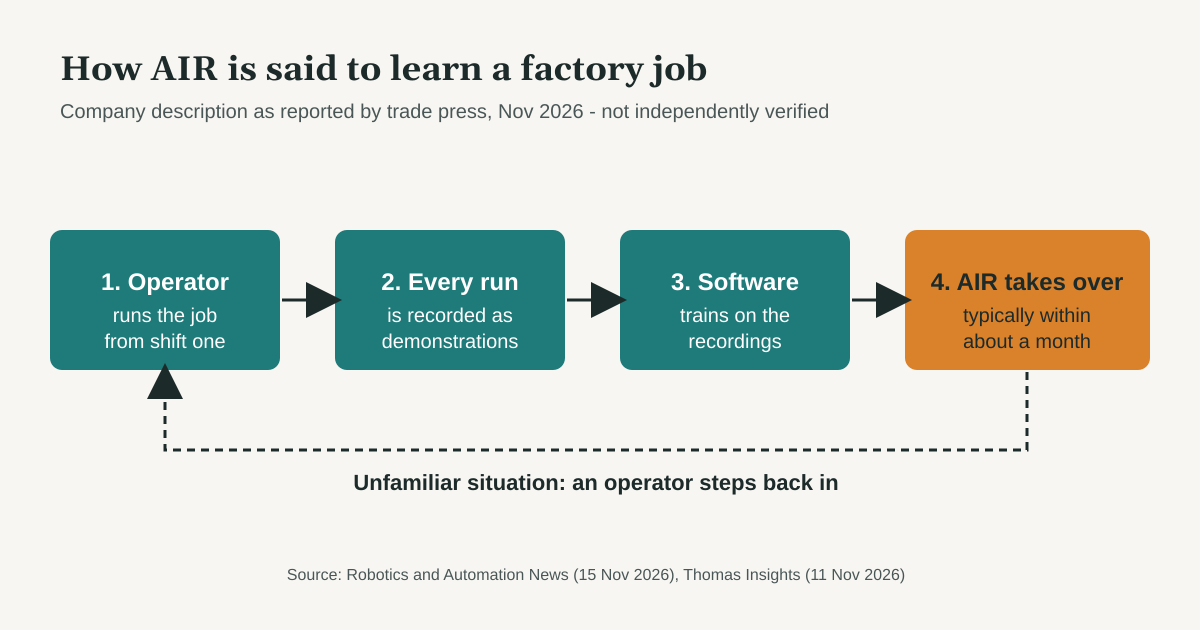 How AIR is said to learn a factory job
Company description as reported by trade press, Nov 2026 - not independently verified
1. Operator
runs the job
from shift one
2. Every run
is recorded as
demonstrations
3. Software
trains on the
recordings
4. AIR takes over
typically within
about a month
Unfamiliar situation: an operator steps back in
Source: Robotics and Automation News (15 Nov 2026), Thomas Insights (11 Nov 2026)